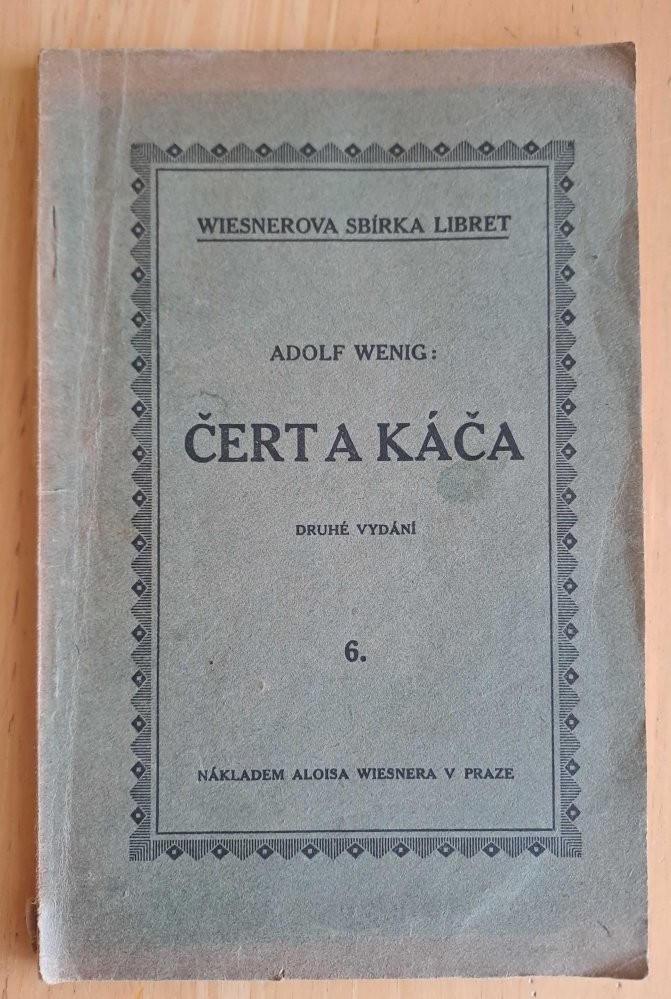 WIESNEROVA SBÍRKA LIBRET
ADOLF WENIG:
ČERT A KÁČA
DRUHÉ VYDÁNÍ
6.
NÁKLADEM ALOISA WIESNERA V PRAZE